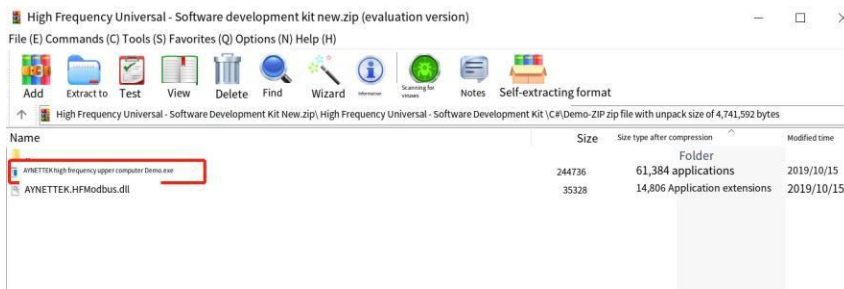 High Frequency Universal - Software development kit new.zip (evaluation version)
File (E) Commands (C) Tools (S) Favorites (Q) Options (N) Help (H)
Add Extract to Test View Delete Find Wizard Information Scanning for viruses Notes Self-extracting format
High Frequency Universal - Software Development Kit New.zip\ High Frequency Universal - Software Development Kit \C#\Demo-ZIP zip file with unpack size of 4,741,592 bytes
Name Size Size type after compression Modified time
.. Folder
AYNETTEK high frequency upper computer Demo.exe 244736 61,384 applications 2019/10/15
AYNETTEK.HFModbus.dll 35328 14,806 Application extensions 2019/10/15